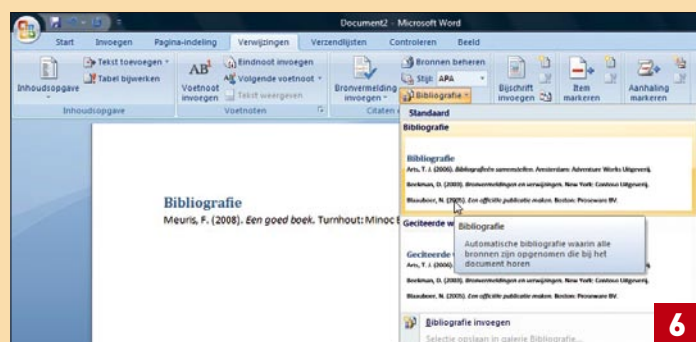 Document2 - Microsoft Word
Start Invoegen Pagina-indeling Verwijzingen Verzendlijsten Controleren Beeld
Inhoudsopgave
Tekst toevoegen
Tabel bijwerken
Inhoudsopgave
AB¹
Voetnoot invoegen
Eindnoot invoegen
Volgende voetnoot
Tekst weergeven
Voetnoten
Bronvermelding invoegen
Bronnen beheren
Stijl: APA
Bibliografie
Citaten
Bijschrift invoegen
Item markeren
Aanhaling markeren
Bibliografie
Meuris, F. (2008). Een goed boek. Turnhout: Minoc
Standaard
Bibliografie
Bibliografie
Arts, T. J. (2006). Bibliografieën samenstellen. Amsterdam: Adventure Works Uitgeverij.
Beekman, D. (2003). Bronvermeldingen en verwijzingen. New York: Contoso Uitgeverij.
Blaauboer, N. (2005). Een officiële publicatie maken. Boston: Proseware BV.
Geciteerde w
Bibliografie
Automatische bibliografie waarin alle
bronnen zijn opgenomen die bij het
document horen
Geciteerde
Arts, T. J. (2006).
Beekman, D. (2003). Bronvermeldingen en verwijzingen. New York: Contoso Uitgeverij.
Blaauboer, N. (2005). Een officiële publicatie maken. Boston: Proseware BV.
Bibliografie invoegen
Selectie opslaan in galerie Bibliografie...
6